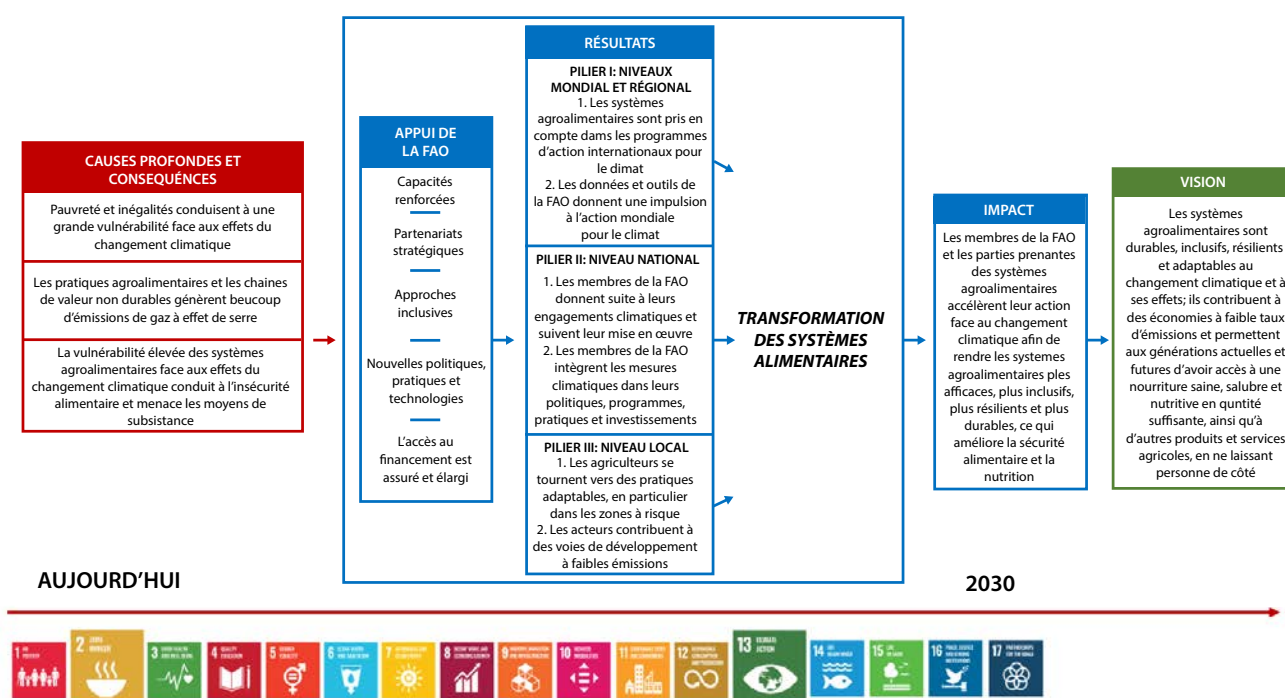 CAUSES PROFONDES ET
CONSEQUÉNCES
Pauvreté et inégalités conduisent à une
grande vulnérabilité face aux effets du
changement climatique
Les pratiques agroalimentaires et les chaines
de valeur non durables génèrent beucoup
d'émissions de gaz à effet de serre
La vulnérabilité élevée des systèmes
agroalimentaires face aux effets du
changement climatique conduit à l'insécurité
alimentaire et menace les moyens de
subsistance
APPUI DE
LA FAO
Capacités
renforcées
Partenariats
stratégiques
Approches
inclusives
Nouvelles politiques,
pratiques et
technologies
L'accès au
financement est
assuré et élargi
RÉSULTATS
PILIER I: NIVEAUX
MONDIAL ET RÉGIONAL
1. Les systèmes
agroalimentaires sont pris en
compte dams les programmes
d'action internationaux pour
le dimat
2. Les données et outils de
la FAO donnent une impulsion
à l'action mondiale
pour le climat
PILIER II: NIVEAU NATIONAL
1. Les membres de la FAO
donnent suite à leurs
engagements climatiques et
suivent leur mise en œuvre
2. Les membres de la FAO
intègrent les mesures
climatiques dans leurs
politiques, programmes,
pratiques et investissements
PILIER III: NIVEAU LOCAL
1. Les agriculteurs se
tournent vers des pratiques
adaptables, en particulier
dans les zones à risque
2. Les acteurs contribuent à
des voies de développement
à faibles émissions
TRANSFORMATION
DES SYSTÈMES
ALIMENTAIRES
IMPACT
Les membres de la FAO
et les parties prenantes
des systèmes
agroalimentaires
accélèrent leur action
face au changement
climatique afin de
rendre les systemes
agroalimentaires ples
efficaces, plus inclusifs,
plus résilients et plus
durables, ce qui
améliore la sécurité
alimentaire et la
nutrition
VISION
Les systèmes
agroalimentaires sont
durables, inclusifs, résilients
et adaptables au
changement climatique et à
ses effets; ils contribuent à
des économies à faible taux
d'émissions et permettent
aux générations actuelles et
futures d'avoir accès à une
nourriture saine, salubre et
nutritive en quntité
suffisante, ainsi qu'à
d'autres produits et services
agricoles, en ne laissant
personne de côté
AUJOURD'HUI
2030
1
2
3
4
5
6
7
8
9
10
11
12
13 CLIMATE
ACTION
14
15
16
17